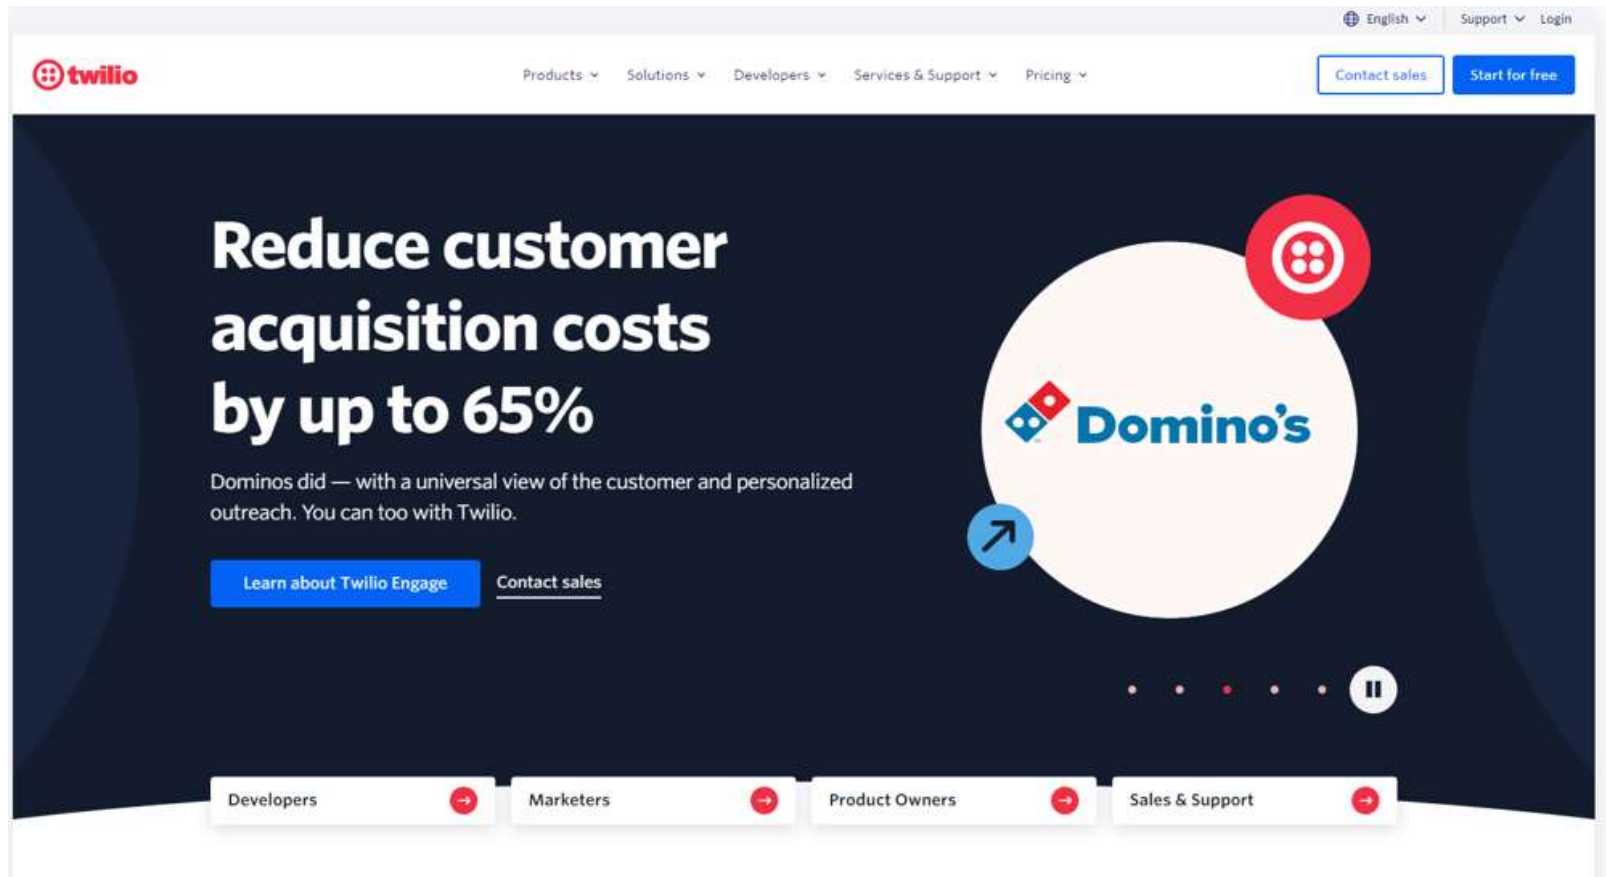 English
Support
Login
twilio
Products
Solutions
Developers
Services & Support
Pricing
Contact sales
Start for free
Reduce customer
acquisition costs
by up to 65%
Dominos did — with a universal view of the customer and personalized
outreach. You can too with Twilio.
Learn about Twilio Engage
Contact sales
Domino's
Developers
Marketers
Product Owners
Sales & Support